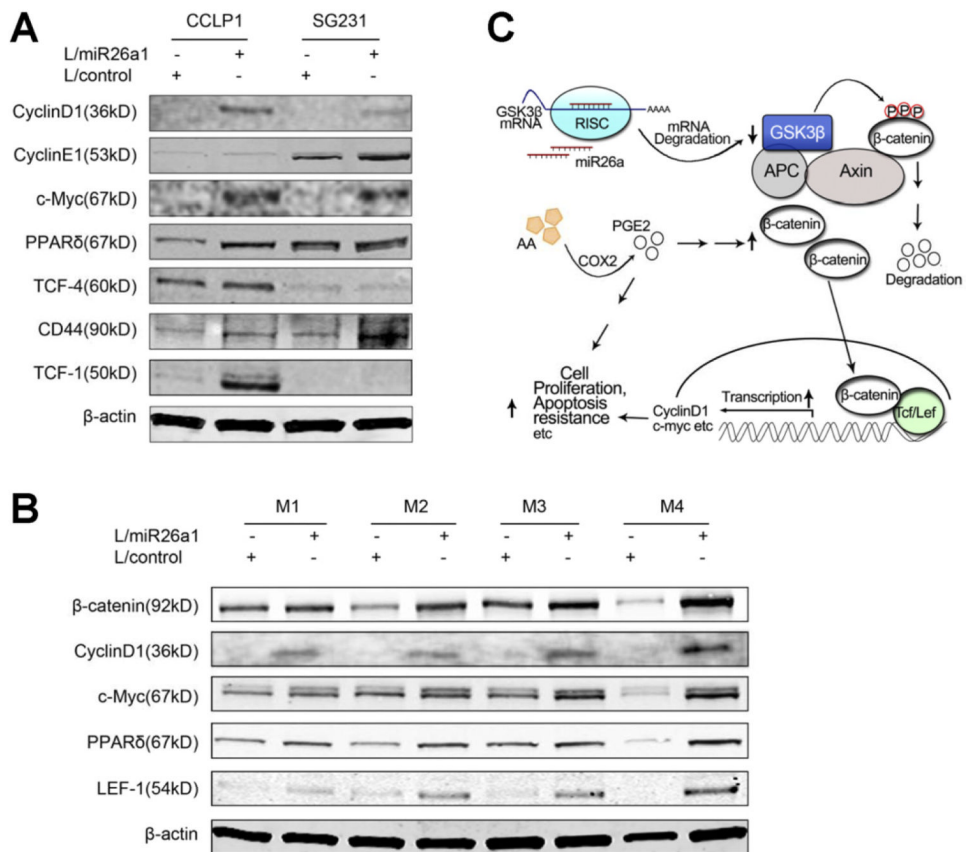 A
CCLP1 SG231
L/miR26a1 - + - +
L/control + - + -
CyclinD1(36kD)
CyclinE1(53kD)
c-Myc(67kD)
PPARδ(67kD)
TCF-4(60kD)
CD44(90kD)
TCF-1(50kD)
β-actin
C
GSK3β
mRNA
RISC
AAAA
miR26a
mRNA
Degradation
GSK3β
P P P
β-catenin
APC
Axin
AA
COX2
PGE2
β-catenin
β-catenin
Degradation
Cell
Proliferation,
Apoptosis
resistance
etc
CyclinD1
c-myc etc
Transcription
β-catenin
Tcf/Lef
B
M1 M2 M3 M4
L/miR26a1 - + - + - + - +
L/control + - + - + - + -
β-catenin(92kD)
CyclinD1(36kD)
c-Myc(67kD)
PPARδ(67kD)
LEF-1(54kD)
β-actin